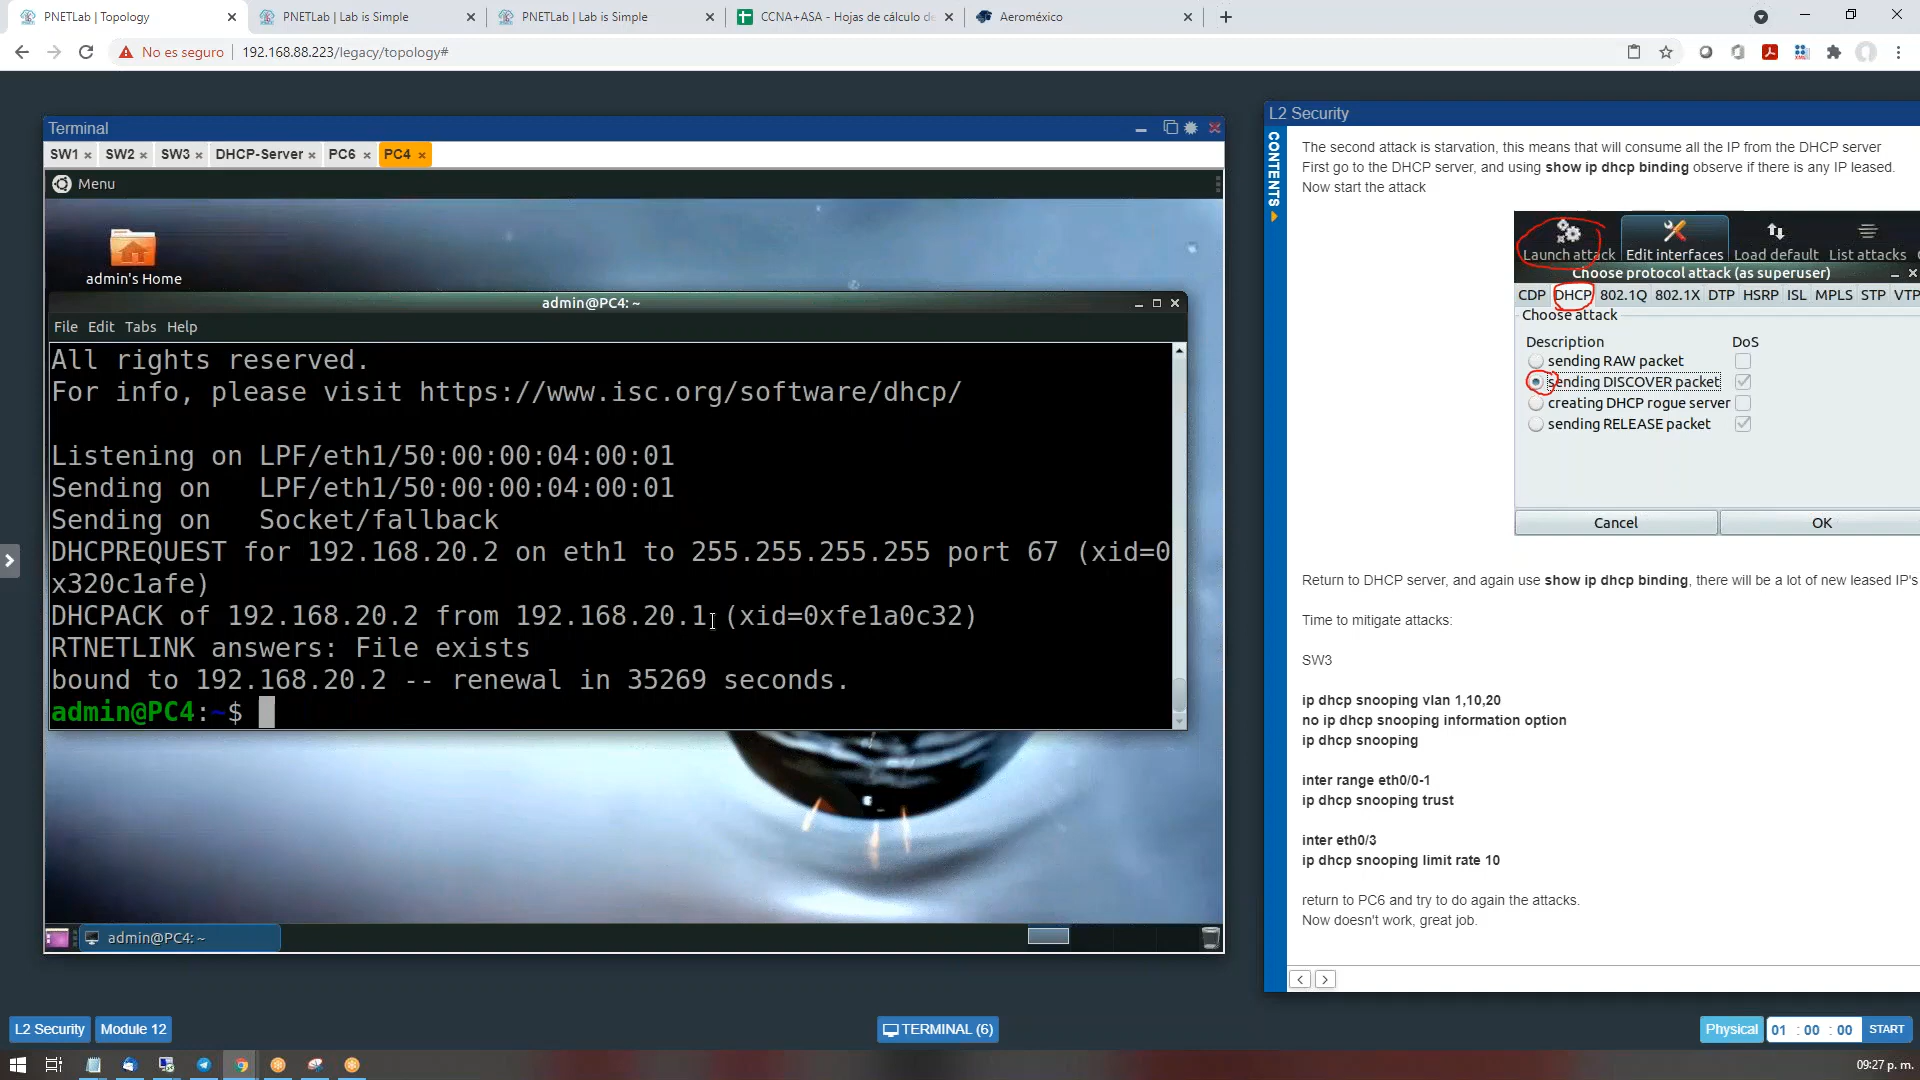 PNETLab | Topology
PNETLab | Lab is Simple
PNETLab | Lab is Simple
CCNA+ASA - Hojas de cálculo de
Aeroméxico
No es seguro
192.168.88.223/legacy/topology#
Terminal
SW1
SW2
SW3
DHCP-Server
PC6
PC4
Menu
admin's Home
admin@PC4: ~
File Edit Tabs Help
All rights reserved.
For info, please visit https://www.isc.org/software/dhcp/
Listening on LPF/eth1/50:00:00:04:00:01
Sending on   LPF/eth1/50:00:00:04:00:01
Sending on   Socket/fallback
DHCPREQUEST for 192.168.20.2 on eth1 to 255.255.255.255 port 67 (xid=0
x320c1afe)
DHCPACK of 192.168.20.2 from 192.168.20.1 (xid=0xfe1a0c32)
RTNETLINK answers: File exists
bound to 192.168.20.2 -- renewal in 35269 seconds.
admin@PC4:~$
admin@PC4: ~
L2 Security
CONTENTS
The second attack is starvation, this means that will consume all the IP from the DHCP server
First go to the DHCP server, and using show ip dhcp binding observe if there is any IP leased.
Now start the attack
Launch attack
Edit interfaces
Load default
List attacks
Choose protocol attack (as superuser)
CDP DHCP 802.1Q 802.1X DTP HSRP ISL MPLS STP VTP
Choose attack
Description DoS
sending RAW packet
sending DISCOVER packet
creating DHCP rogue server
sending RELEASE packet
Cancel
OK
Return to DHCP server, and again use show ip dhcp binding, there will be a lot of new leased IP's
Time to mitigate attacks:
SW3
ip dhcp snooping vlan 1,10,20
no ip dhcp snooping information option
ip dhcp snooping
inter range eth0/0-1
ip dhcp snooping trust
inter eth0/3
ip dhcp snooping limit rate 10
return to PC6 and try to do again the attacks.
Now doesn't work, great job.
L2 Security
Module 12
TERMINAL (6)
Physical
01 : 00 : 00
START
09:27 p. m.